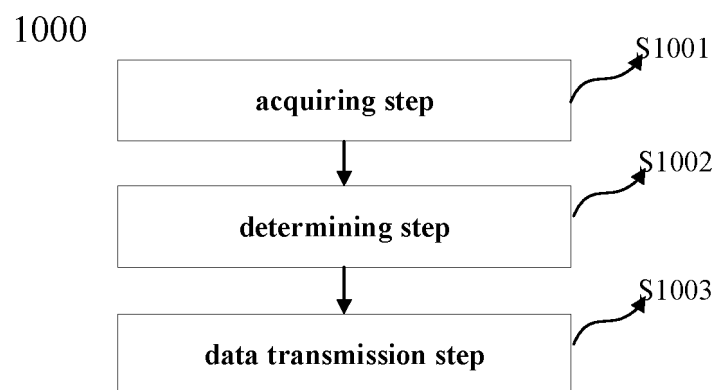 1000
S1001
acquiring step
S1002
determining step
S1003
data transmission step